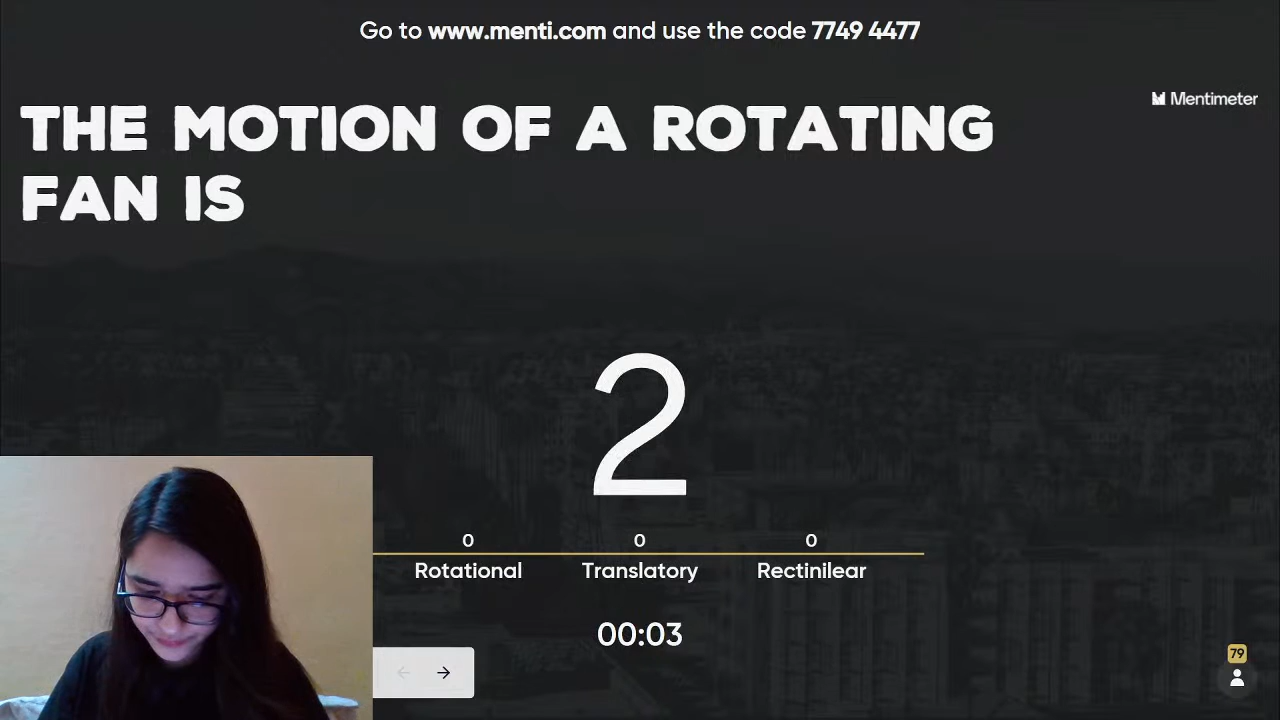 Go to www.menti.com and use the code 7749 4477
Mentimeter
THE MOTION OF A ROTATING
FAN IS
2
0 0 0
Rotational Translatory Rectinilear
00:03
79